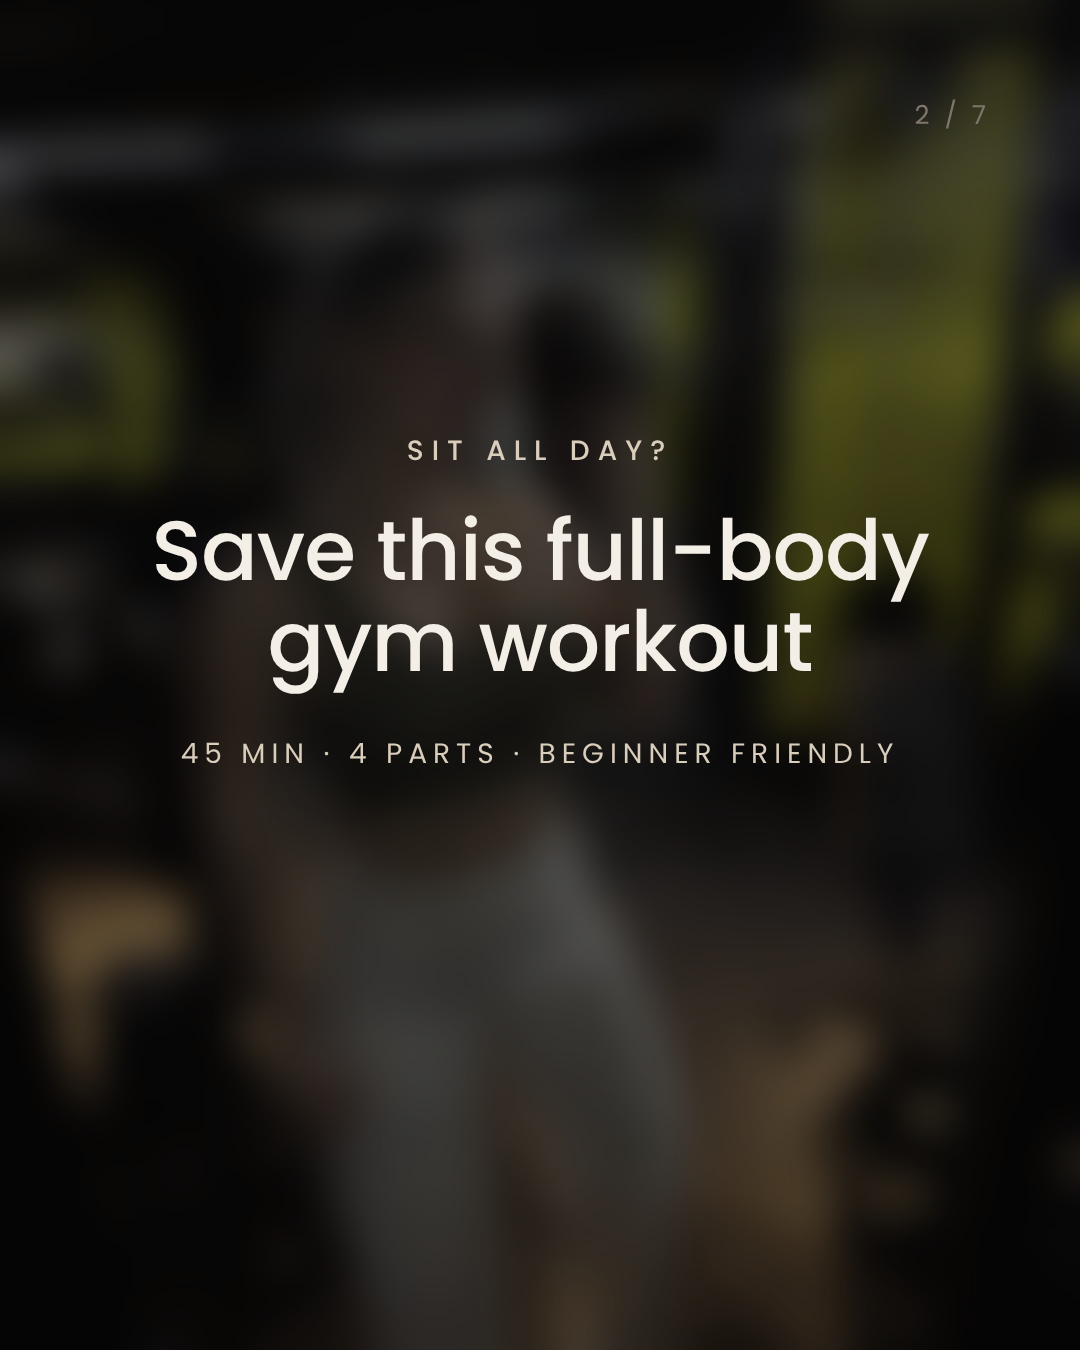 2 / 7
SIT ALL DAY?
Save this full-body
gym workout
45 MIN · 4 PARTS · BEGINNER FRIENDLY